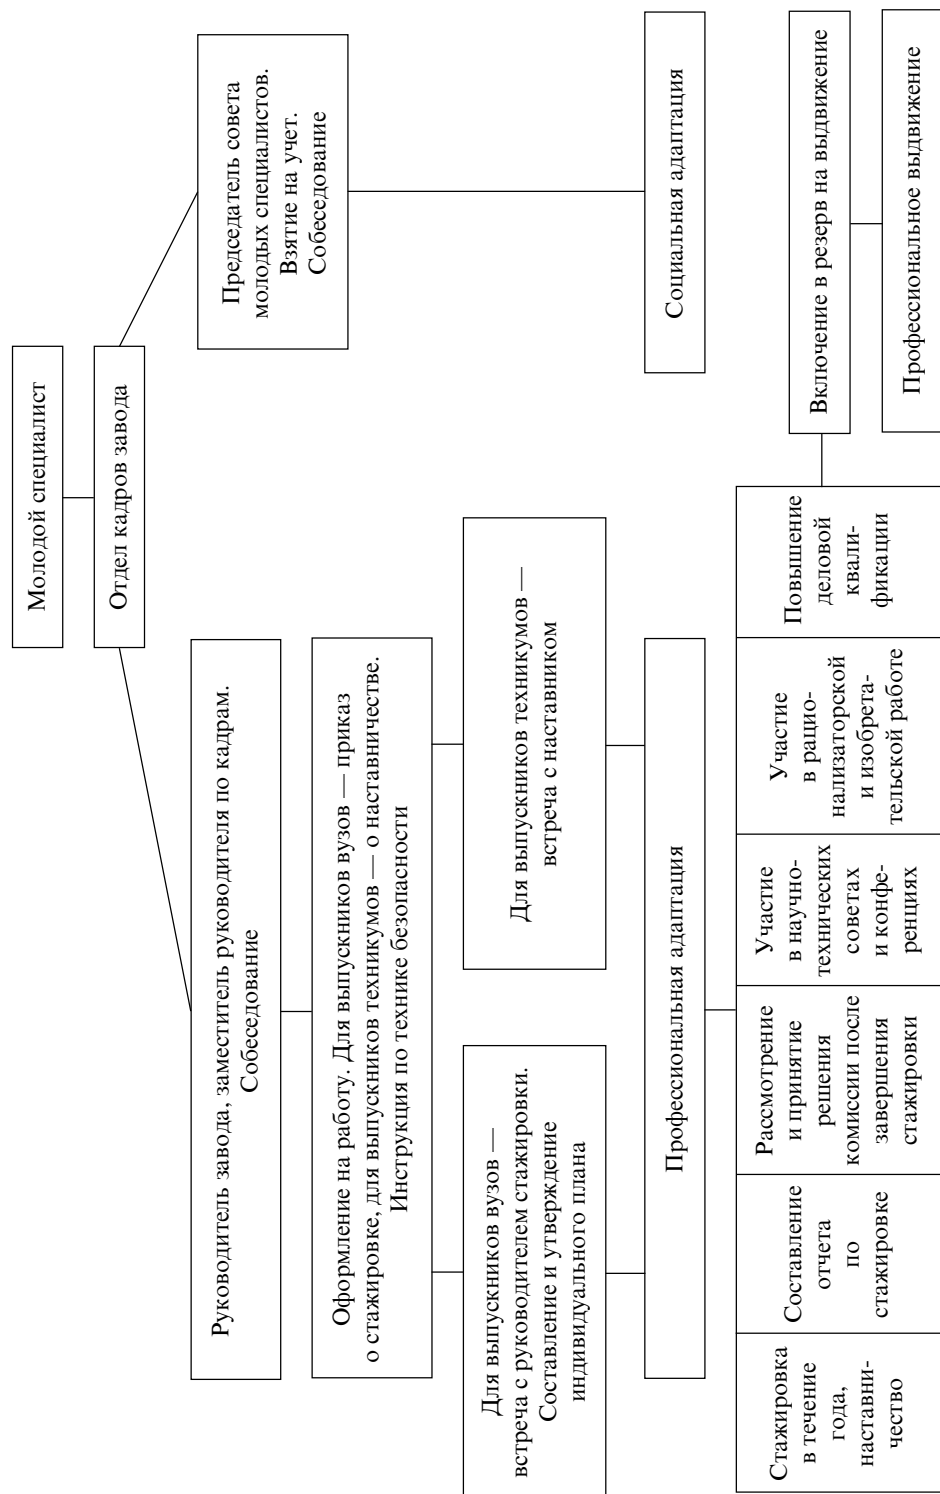 Молодой специалист
Отдел кадров завода
Руководитель завода, заместитель руководителя по кадрам.
Собеседование
Председатель совета
молодых специалистов.
Взятие на учет.
Собеседование
Оформление на работу. Для выпускников вузов — приказ
о стажировке, для выпускников техникумов — о наставничестве.
Инструкция по технике безопасности
Для выпускников вузов —
встреча с руководителем стажировки.
Составление и утверждение
индивидуального плана
Для выпускников техникумов —
встреча с наставником
Профессиональная адаптация
Социальная адаптация
Стажировка
в течение
года,
наставни-
чество
Составление
отчета
по
стажировке
Рассмотрение
и принятие
решения
комиссии после
завершения
стажировки
Участие
в научно-
технических
советах
и конфе-
ренциях
Участие
в рацио-
нализаторской
и изобрета-
тельской работе
Повышение
деловой
квали-
фикации
Включение в резерв на выдвижение
Профессиональное выдвижение